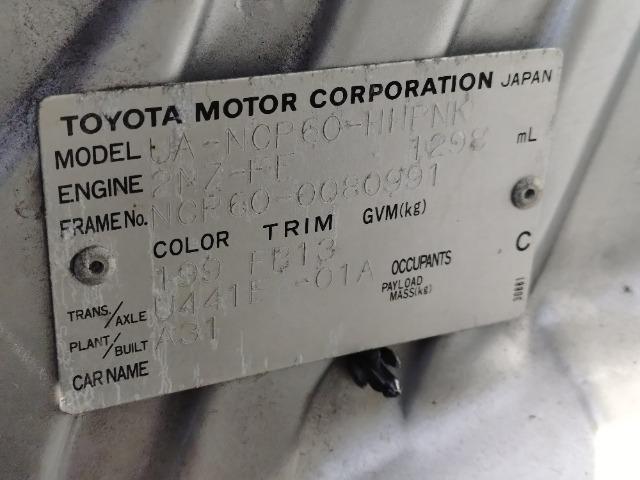 TOYOTA MOTOR CORPORATION JAPAN
MODEL UA-NCP60-HHPNK
ENGINE 2NZ-FE 1298 mL
FRAME No. NCP60-0080991
COLOR TRIM GVM(kg)
199 FB13
TRANS./AXLE U441E -01A OCCUPANTS C
PLANT/BUILT A31 PAYLOAD MASS(kg)
CAR NAME